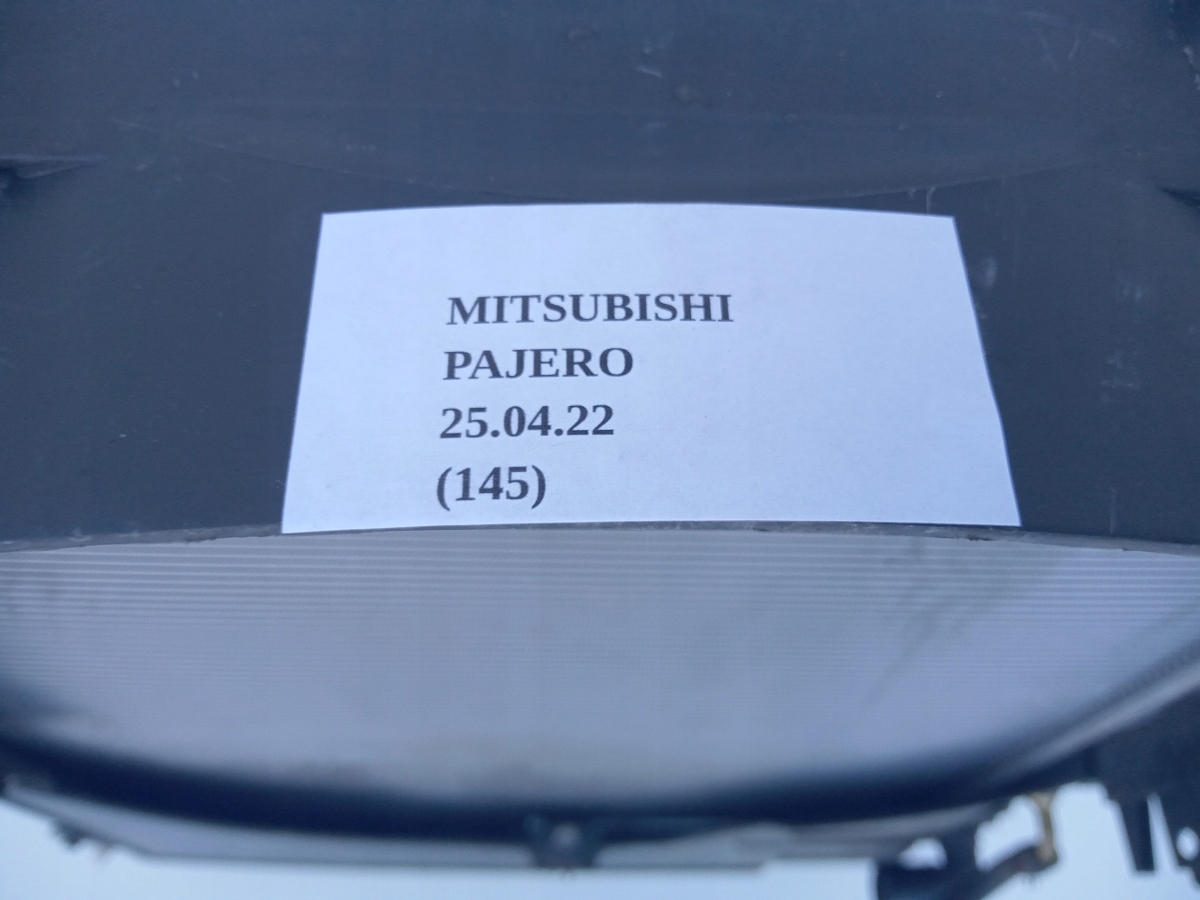 MITSUBISHI
PAJERO
25.04.22
(145)